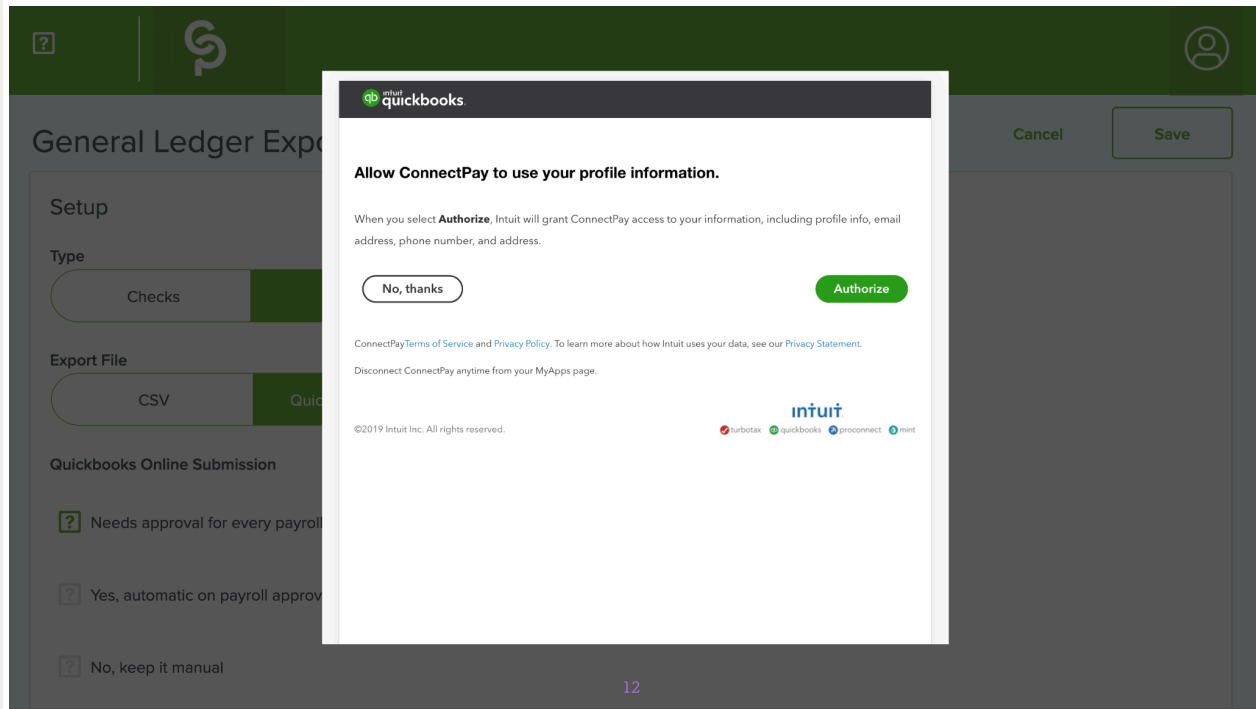 ?
intuit
quickbooks.
General Ledger Expo
Cancel
Save
Allow ConnectPay to use your profile information.
Setup
When you select Authorize, Intuit will grant ConnectPay access to your information, including profile info, email
address, phone number, and address.
Type
Checks
No, thanks
Authorize
ConnectPayTerms of Service and Privacy Policy. To learn more about how Intuit uses your data, see our Privacy Statement.
Export File
Disconnect ConnectPay anytime from your MyApps page.
CSV
Quic
intuit
©2019 Intuit Inc. All rights reserved.
turbotax quickbooks proconnect mint
Quickbooks Online Submission
? Needs approval for every payroll
? Yes, automatic on payroll approv
? No, keep it manual
12